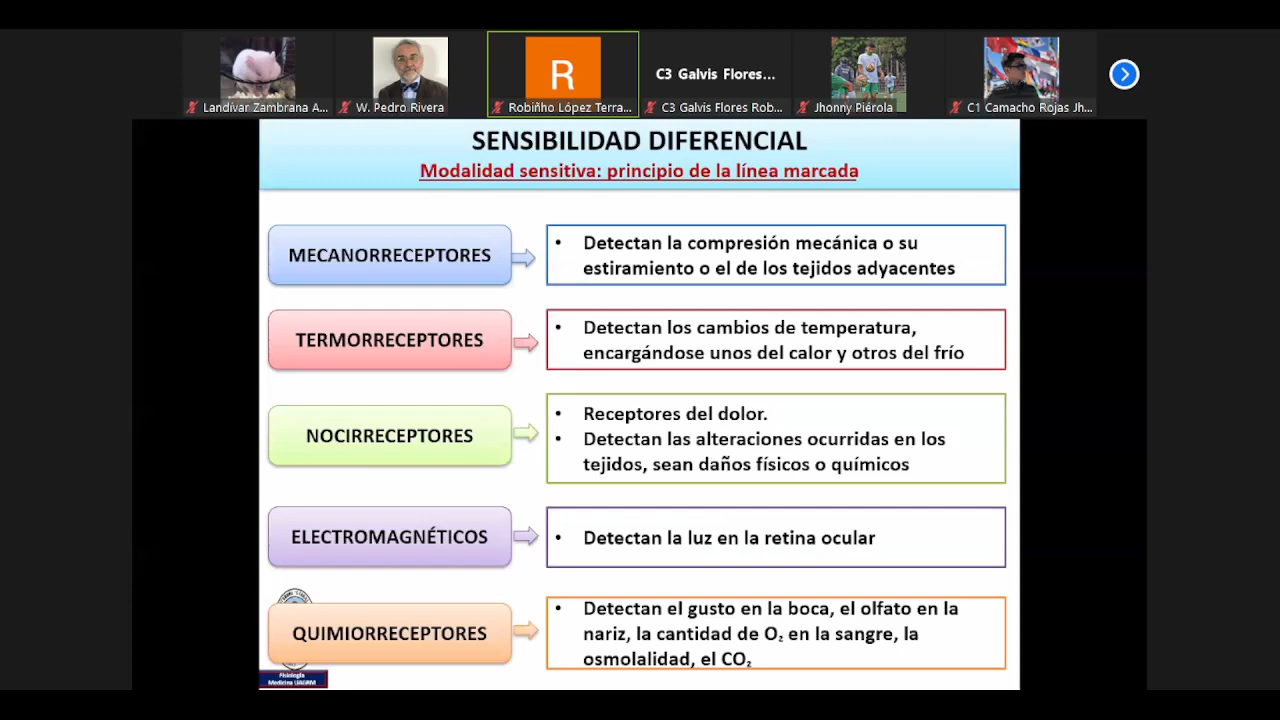 R
C3 Galvis Flores...
Landívar Zambrana A...
W. Pedro Rivera
Robiñho López Terra...
C3 Galvis Flores Rob...
Jhonny Piérola
C1 Camacho Rojas Jh...
SENSIBILIDAD DIFERENCIAL
Modalidad sensitiva: principio de la línea marcada
MECANORRECEPTORES
• Detectan la compresión mecánica o su
estiramiento o el de los tejidos adyacentes
TERMORRECEPTORES
• Detectan los cambios de temperatura,
encargándose unos del calor y otros del frío
NOCIRRECEPTORES
• Receptores del dolor.
• Detectan las alteraciones ocurridas en los
tejidos, sean daños físicos o químicos
ELECTROMAGNÉTICOS
• Detectan la luz en la retina ocular
QUIMIORRECEPTORES
• Detectan el gusto en la boca, el olfato en la
nariz, la cantidad de O₂ en la sangre, la
osmolalidad, el CO₂
Fisiología
Medicina UAGRM